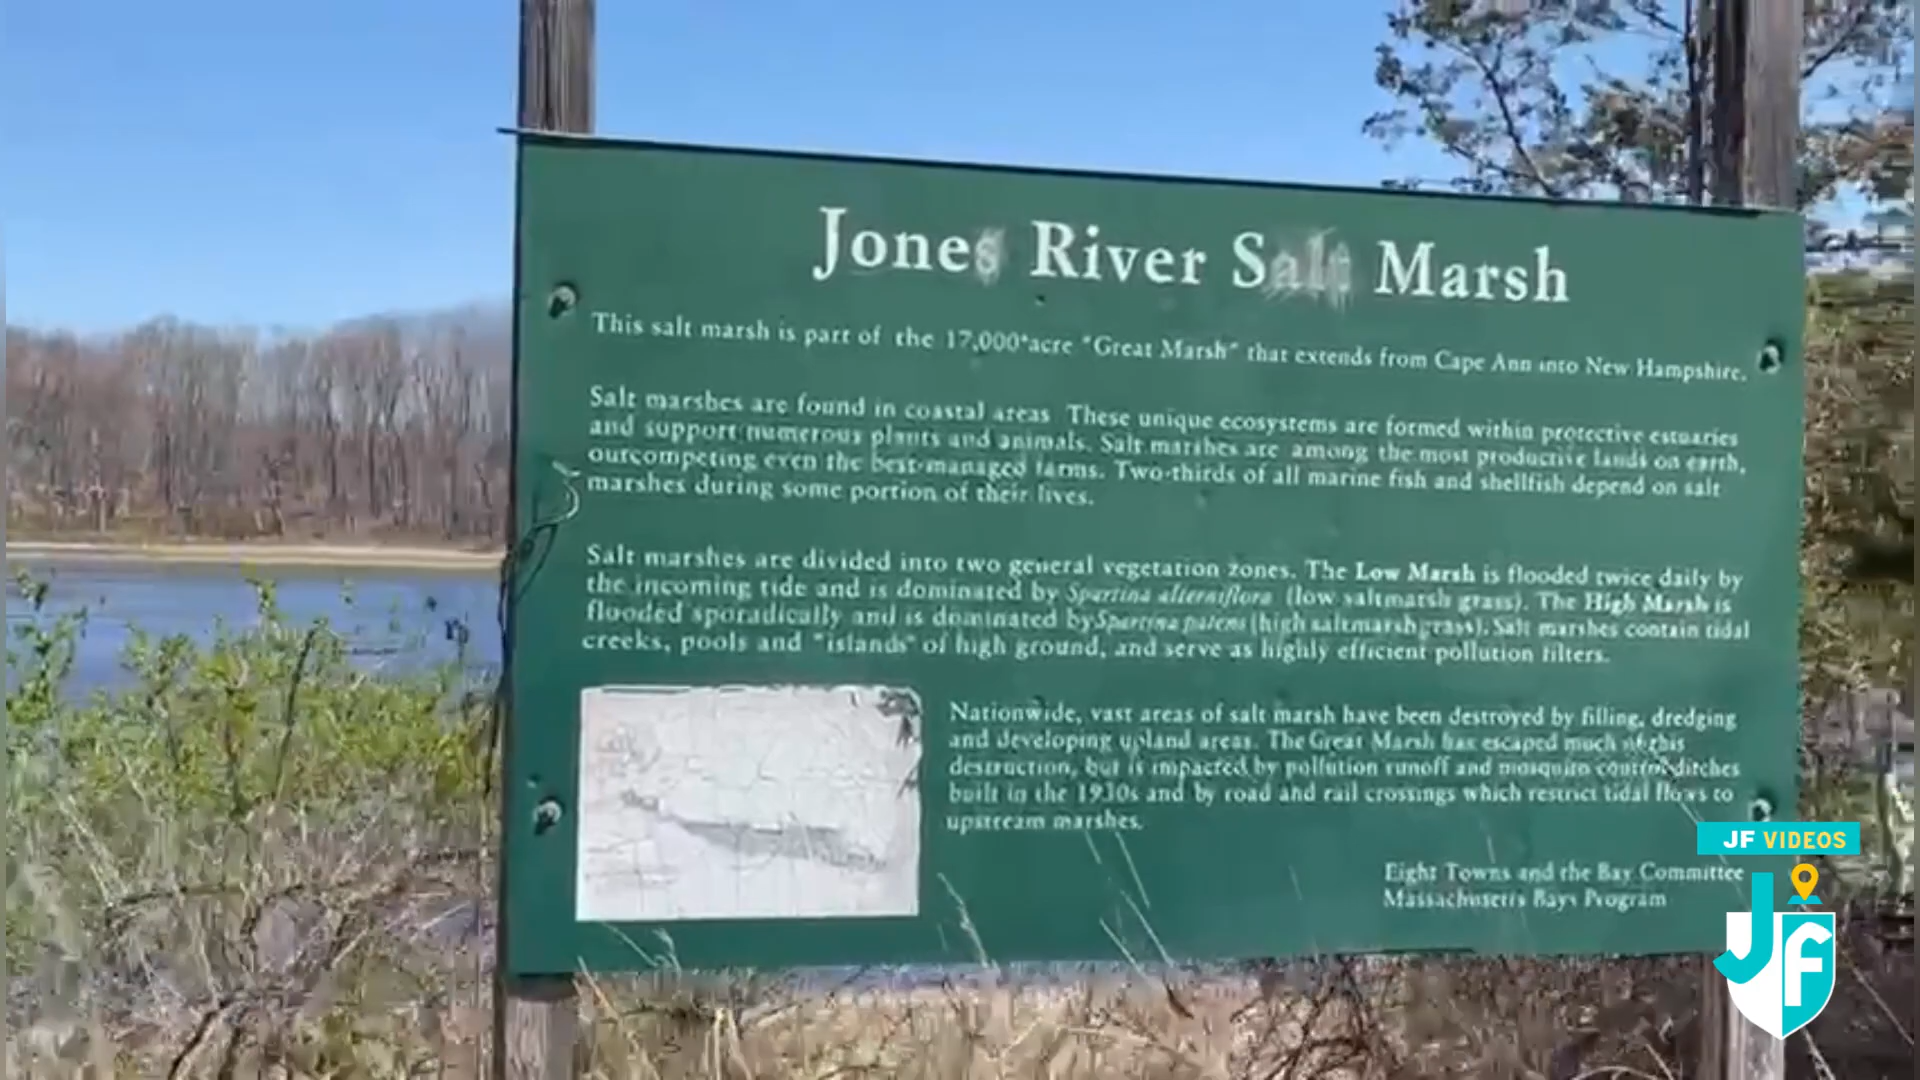 Jones River Salt Marsh
This salt marsh is part of the 17,000*acre "Great Marsh" that extends from Cape Ann into New Hampshire.
Salt marshes are found in coastal areas These unique ecosystems are formed within protective estuaries
and support numerous plants and animals. Salt marshes are among the most productive lands on earth,
outcompeting even the best-managed farms. Two-thirds of all marine fish and shellfish depend on salt
marshes during some portion of their lives.
Salt marshes are divided into two general vegetation zones. The Low Marsh is flooded twice daily by
the incoming tide and is dominated by Spartina alterniflora (low saltmarsh grass). The High Marsh is
flooded sporadically and is dominated by Spartina patens (high saltmarsh grass). Salt marshes contain tidal
creeks, pools and "islands" of high ground, and serve as highly efficient pollution filters.
Nationwide, vast areas of salt marsh have been destroyed by filling, dredging
and developing upland areas. The Great Marsh has escaped much of this
destruction, but is impacted by pollution runoff and mosquito control ditches
built in the 1930s and by road and rail crossings which restrict tidal flows to
upstream marshes.
Eight Towns and the Bay Committee
Massachusetts Bays Program
JF VIDEOS
JF